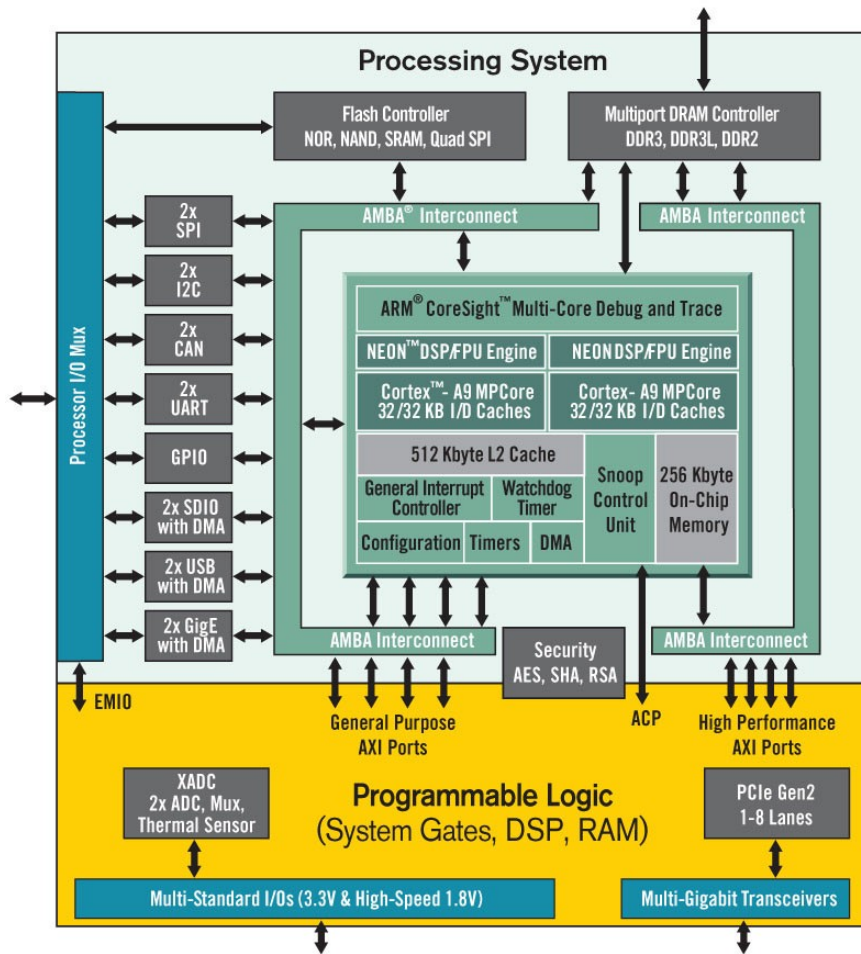 Processing System
Flash Controller
NOR, NAND, SRAM, Quad SPI
Multiport DRAM Controller
DDR3, DDR3L, DDR2
AMBA® Interconnect
AMBA Interconnect
Processor I/O Mux
2x
SPI
2x
I2C
2x
CAN
2x
UART
GPIO
2x SDIO
with DMA
2x USB
with DMA
2x GigE
with DMA
ARM® CoreSight™ Multi-Core Debug and Trace
NEON™ DSP/FPU Engine
NEON DSP/FPU Engine
Cortex™- A9 MPCore
32/32 KB I/D Caches
Cortex- A9 MPCore
32/32 KB I/D Caches
512 Kbyte L2 Cache
General Interrupt
Controller
Watchdog
Timer
Configuration
Timers
DMA
Snoop
Control
Unit
256 Kbyte
On-Chip
Memory
AMBA Interconnect
Security
AES, SHA, RSA
AMBA Interconnect
EMIO
General Purpose
AXI Ports
ACP
High Performance
AXI Ports
XADC
2x ADC, Mux,
Thermal Sensor
Programmable Logic
(System Gates, DSP, RAM)
PCIe Gen2
1-8 Lanes
Multi-Standard I/Os (3.3V & High-Speed 1.8V)
Multi-Gigabit Transceivers